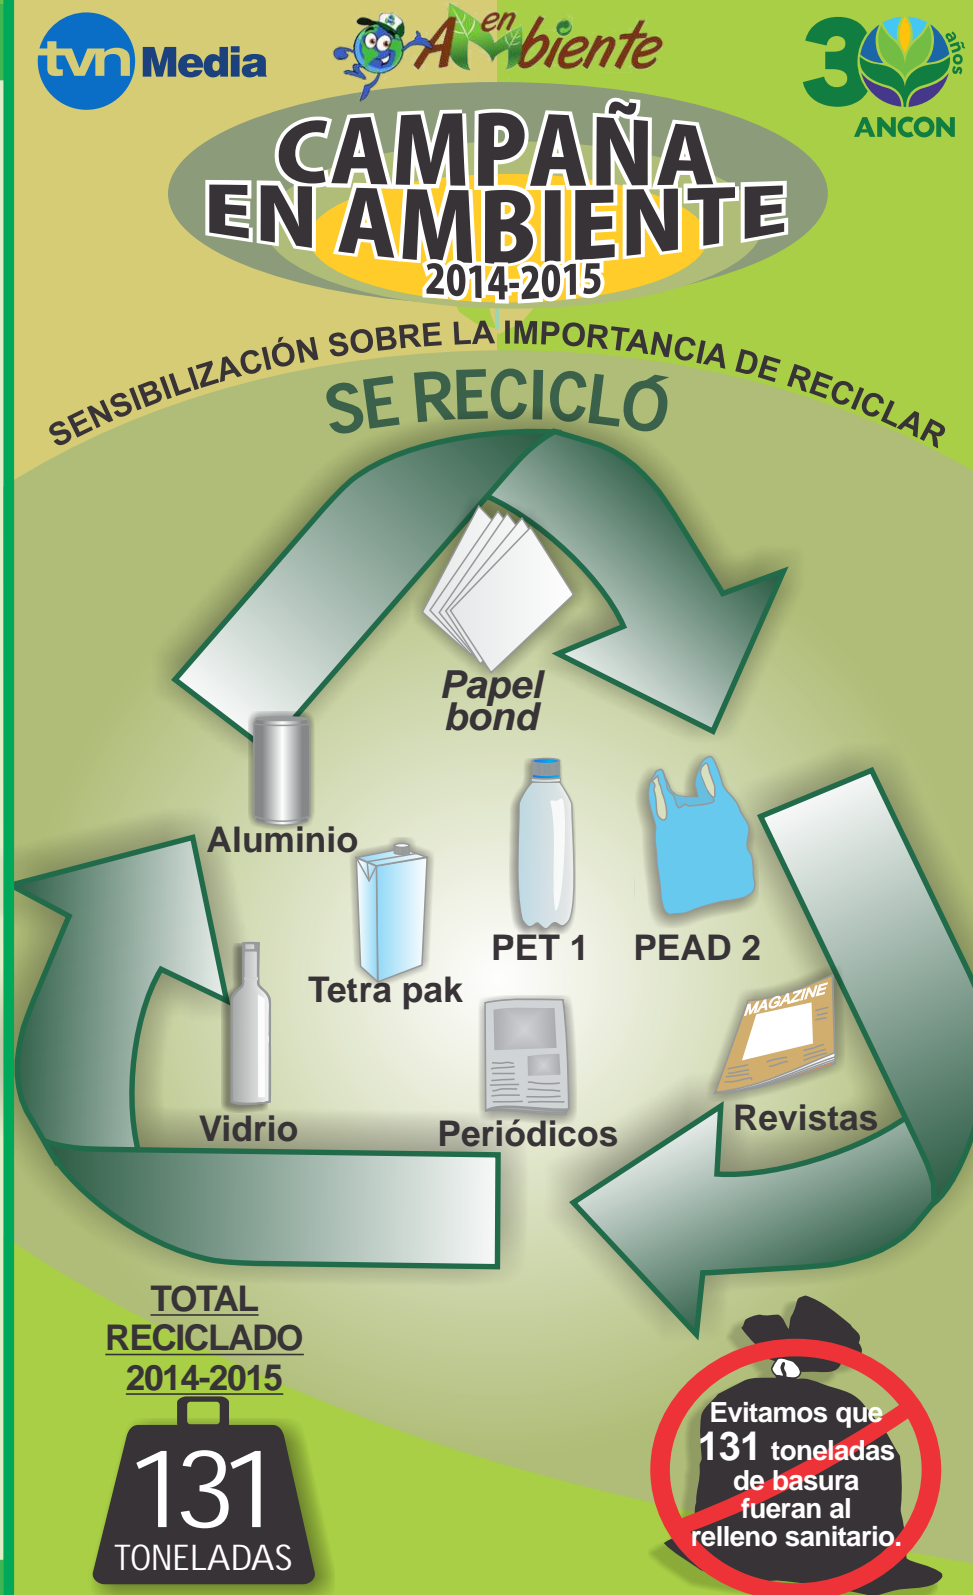 tvn Media
en
AMbiente
30 años
ANCON
CAMPAÑA
EN AMBIENTE
2014-2015
SENSIBILIZACIÓN SOBRE LA IMPORTANCIA DE RECICLAR
SE RECICLÓ
Papel
bond
Aluminio
PET 1
PEAD 2
Tetra pak
MAGAZINE
Vidrio
Periódicos
Revistas
TOTAL
RECICLADO
2014-2015
131
TONELADAS
Evitamos que
131 toneladas
de basura
fueran al
relleno sanitario.